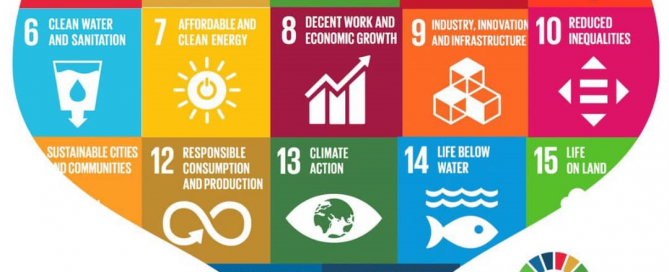 6 CLEAN WATER
AND SANITATION
7 AFFORDABLE AND
CLEAN ENERGY
8 DECENT WORK AND
ECONOMIC GROWTH
9 INDUSTRY, INNOVATION
AND INFRASTRUCTURE
10 REDUCED
INEQUALITIES
SUSTAINABLE CITIES
AND COMMUNITIES
12 RESPONSIBLE
CONSUMPTION
AND PRODUCTION
13 CLIMATE
ACTION
14 LIFE BELOW
WATER
15 LIFE
ON LAND